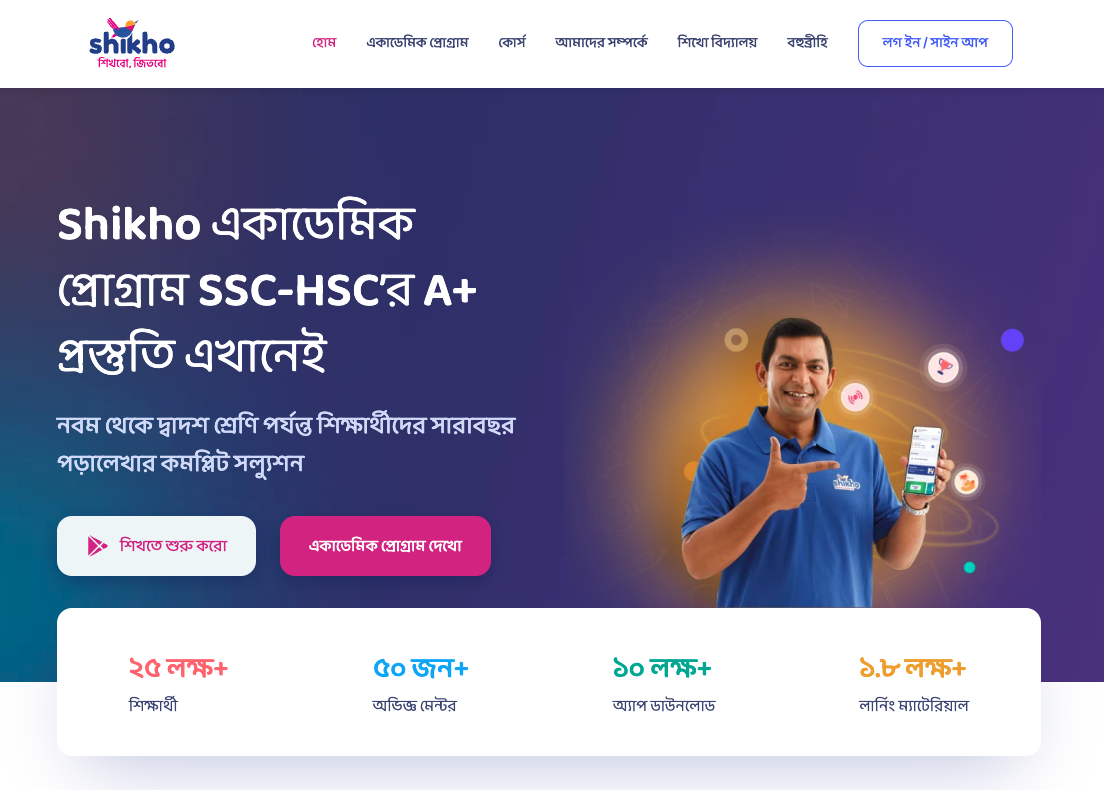 shikho
শিখবো, জিতবো
হোম
একাডেমিক প্রোগ্রাম
কোর্স
আমাদের সম্পর্কে
শিখো বিদ্যালয়
বহুব্রীহি
লগ ইন / সাইন আপ
Shikho একাডেমিক
প্রোগ্রাম SSC-HSC’র A+
প্রস্তুতি এখানেই
নবম থেকে দ্বাদশ শ্রেণি পর্যন্ত শিক্ষার্থীদের সারাবছর
পড়ালেখার কমপ্লিট সল্যুশন
শিখতে শুরু করো
একাডেমিক প্রোগ্রাম দেখো
shikho
২৫ লক্ষ+
৫০ জন+
১০ লক্ষ+
১.৮ লক্ষ+
শিক্ষার্থী
অভিজ্ঞ মেন্টর
অ্যাপ ডাউনলোড
লার্নিং ম্যাটেরিয়াল